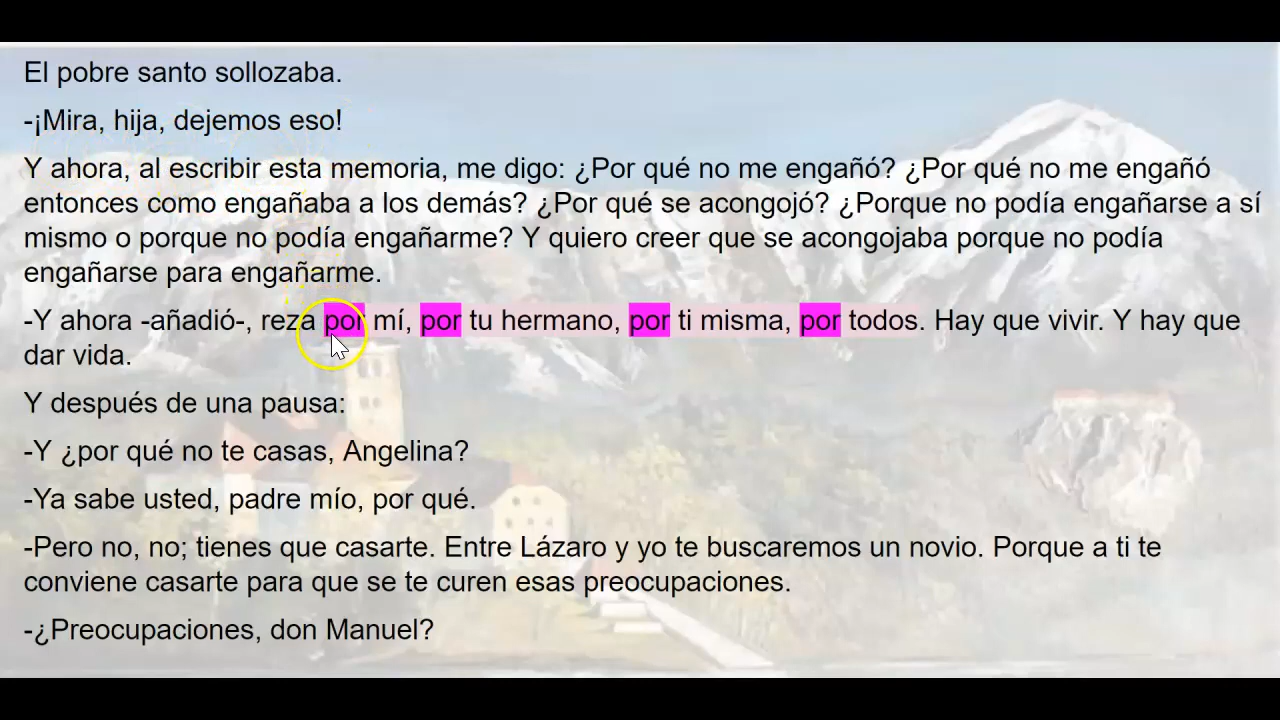 El pobre santo sollozaba.
-¡Mira, hija, dejemos eso!
Y ahora, al escribir esta memoria, me digo: ¿Por qué no me engañó? ¿Por qué no me engañó
entonces como engañaba a los demás? ¿Por qué se acongojó? ¿Porque no podía engañarse a sí
mismo o porque no podía engañarme? Y quiero creer que se acongojaba porque no podía
engañarse para engañarme.
-Y ahora -añadió-, reza por mí, por tu hermano, por ti misma, por todos. Hay que vivir. Y hay que
dar vida.
Y después de una pausa:
-Y ¿por qué no te casas, Angelina?
-Ya sabe usted, padre mío, por qué.
-Pero no, no; tienes que casarte. Entre Lázaro y yo te buscaremos un novio. Porque a ti te
conviene casarte para que se te curen esas preocupaciones.
-¿Preocupaciones, don Manuel?